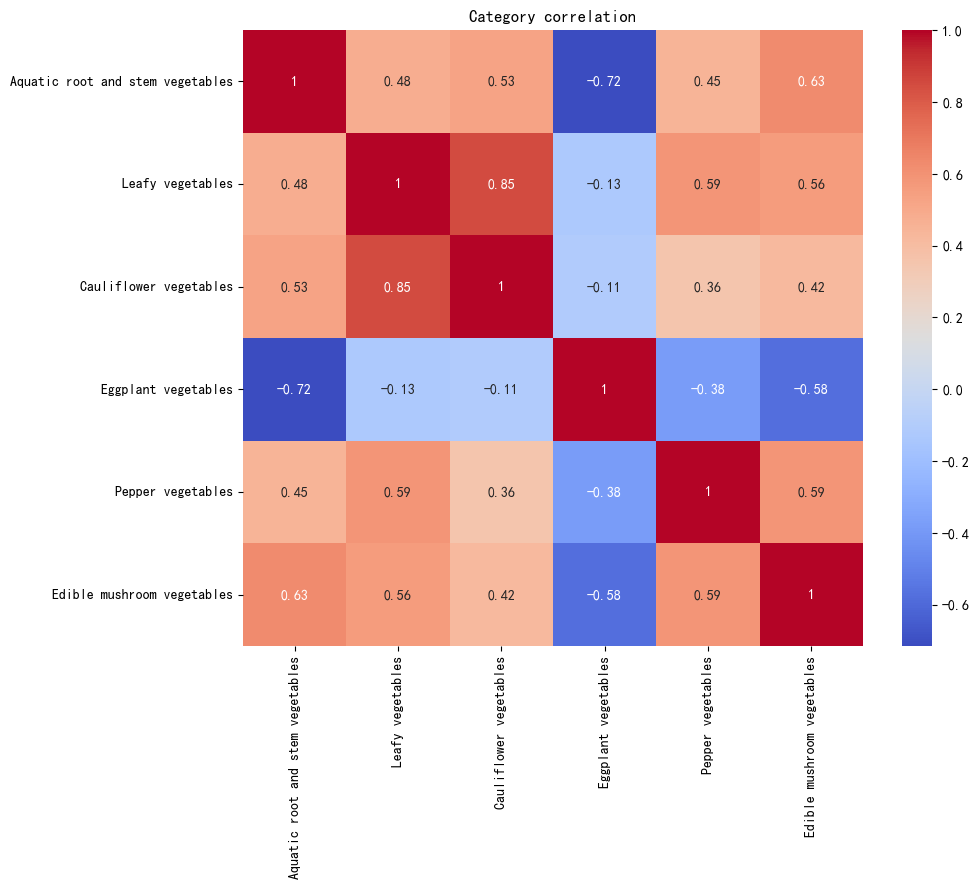 Category correlation
Aquatic root and stem vegetables 1 0.48 0.53 −0.72 0.45 0.63
Leafy vegetables 0.48 1 0.85 −0.13 0.59 0.56
Cauliflower vegetables 0.53 0.85 1 −0.11 0.36 0.42
Eggplant vegetables −0.72 −0.13 −0.11 1 −0.38 −0.58
Pepper vegetables 0.45 0.59 0.36 −0.38 1 0.59
Edible mushroom vegetables 0.63 0.56 0.42 −0.58 0.59 1
Aquatic root and stem vegetables
Leafy vegetables
Cauliflower vegetables
Eggplant vegetables
Pepper vegetables
Edible mushroom vegetables
1.0
0.8
0.6
0.4
0.2
0.0
−0.2
−0.4
−0.6